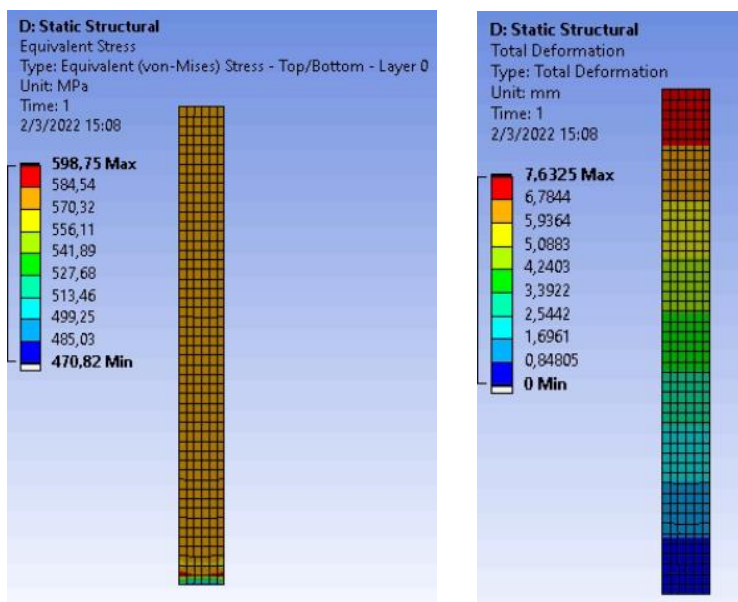 D: Static Structural
Equivalent Stress
Type: Equivalent (von-Mises) Stress - Top/Bottom - Layer 0
Unit: MPa
Time: 1
2/3/2022 15:08
598,75 Max
584,54
570,32
556,11
541,89
527,68
513,46
499,25
485,03
470,82 Min
D: Static Structural
Total Deformation
Type: Total Deformation
Unit: mm
Time: 1
2/3/2022 15:08
7,6325 Max
6,7844
5,9364
5,0883
4,2403
3,3922
2,5442
1,6961
0,84805
0 Min